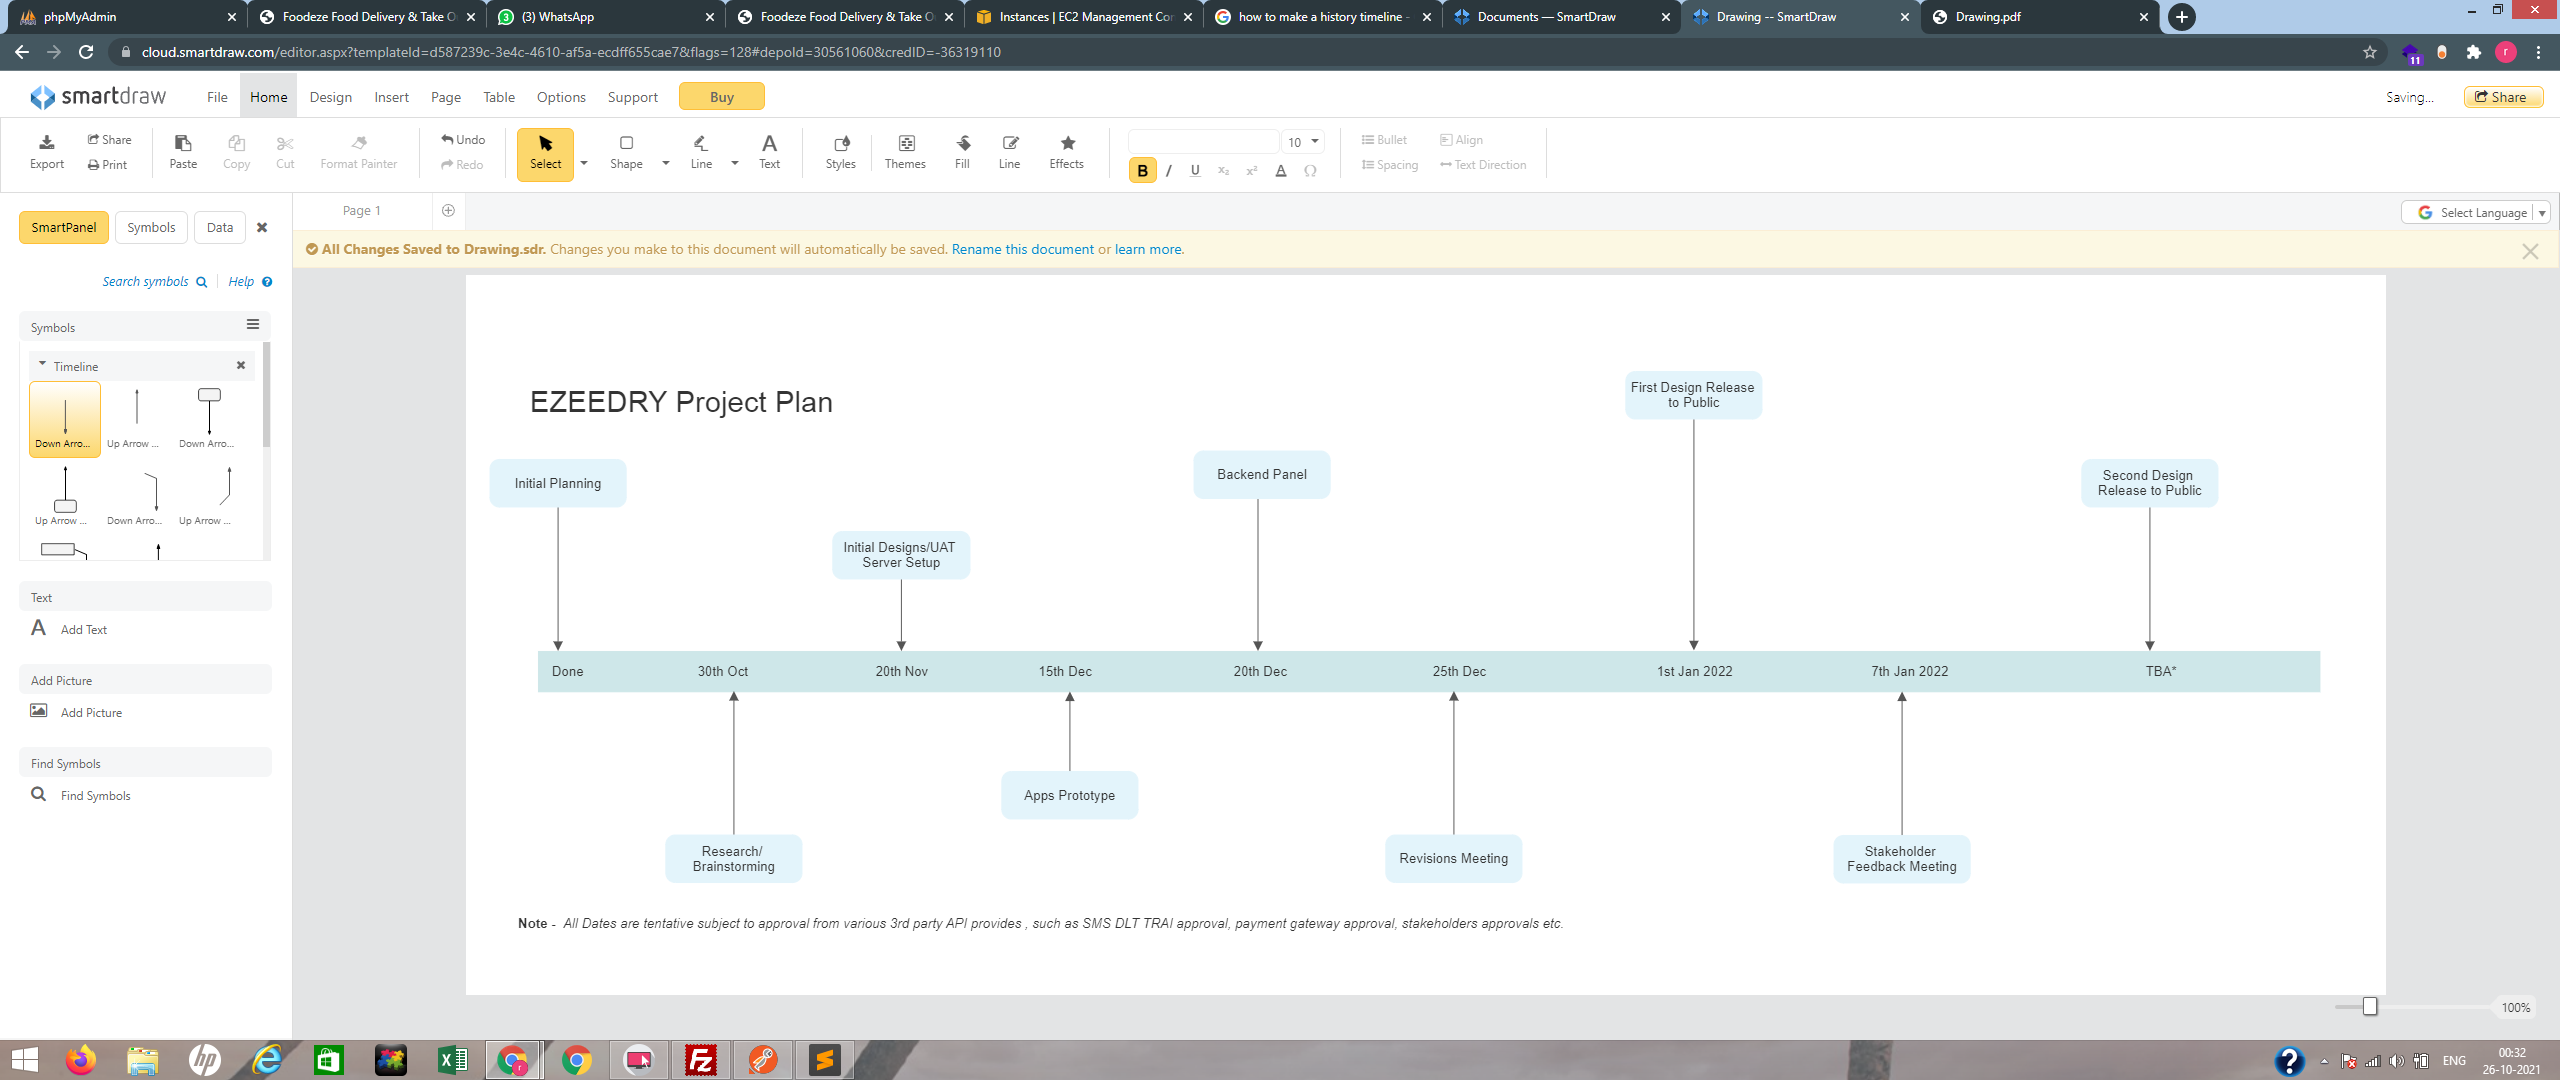 phpMyAdmin
Foodeze Food Delivery & Take O
(3) WhatsApp
Foodeze Food Delivery & Take O
Instances | EC2 Management Con
how to make a history timeline -
Documents — SmartDraw
Drawing -- SmartDraw
Drawing.pdf
cloud.smartdraw.com/editor.aspx?templateId=d587239c-3e4c-4610-af5a-ecdff655cae7&flags=128#depoId=30561060&credID=-36319110
11
r
smartdraw
File
Home
Design
Insert
Page
Table
Options
Support
Buy
Saving...
Share
Export
Share
Print
Paste
Copy
Cut
Format Painter
Undo
Redo
Select
Shape
Line
Text
Styles
Themes
Fill
Line
Effects
10
B I U x₂ x² A Ω
Bullet
Align
Spacing
Text Direction
SmartPanel
Symbols
Data
Page 1
Select Language
All Changes Saved to Drawing.sdr. Changes you make to this document will automatically be saved. Rename this document or learn more.
Search symbols
Help
Symbols
Timeline
Down Arro...
Up Arrow ...
Down Arro...
Up Arrow ...
Down Arro...
Up Arrow ...
Text
Add Text
Add Picture
Add Picture
Find Symbols
Find Symbols
EZEEDRY Project Plan
First Design Release
to Public
Initial Planning
Backend Panel
Second Design
Release to Public
Initial Designs/UAT
Server Setup
Done
30th Oct
20th Nov
15th Dec
20th Dec
25th Dec
1st Jan 2022
7th Jan 2022
TBA*
Apps Prototype
Research/
Brainstorming
Revisions Meeting
Stakeholder
Feedback Meeting
Note - All Dates are tentative subject to approval from various 3rd party API provides , such as SMS DLT TRAI approval, payment gateway approval, stakeholders approvals etc.
100%
ENG
00:32
26-10-2021